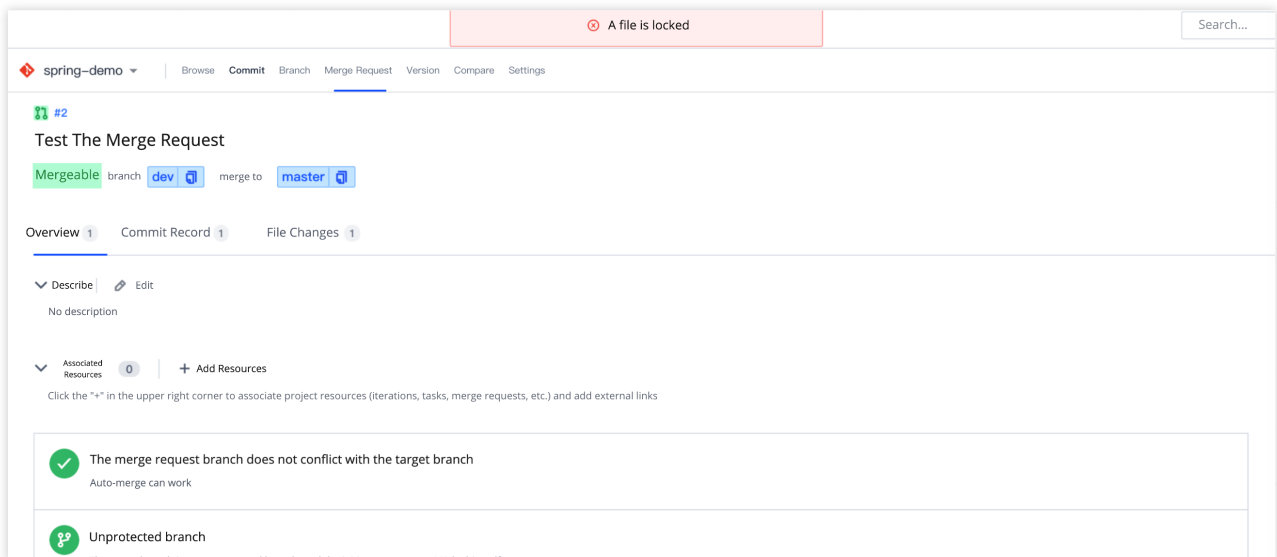 A file is locked
Search...
spring-demo Browse Commit Branch Merge Request Version Compare Settings
#2
Test The Merge Request
Mergeable branch dev merge to master
Overview 1 Commit Record 1 File Changes 1
Describe Edit
No description
Associated Resources 0 + Add Resources
Click the "+" in the upper right corner to associate project resources (iterations, tasks, merge requests, etc.) and add external links
The merge request branch does not conflict with the target branch
Auto-merge can work
Unprotected branch